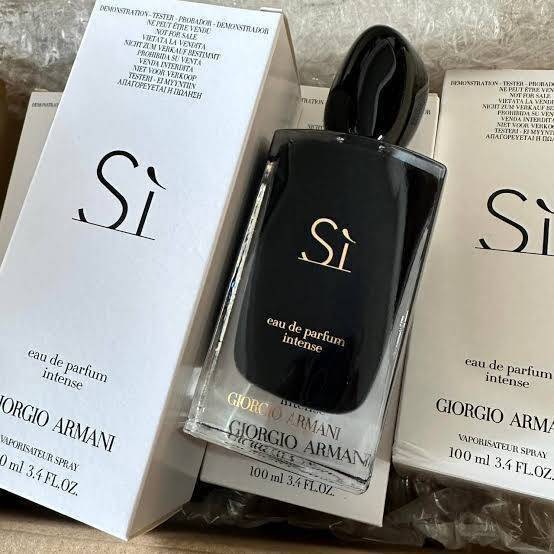 DEMONSTRATION - TESTER - PROBADOR - DEMONSTRADOR
NE PEUT ÊTRE VENDU
NOT FOR SALE
VIETATA LA VENDITA
NICHT ZUM VERKAUF BESTIMMT
PROHIBIDA SU VENTA
VENDA INTERDITA
NIET VOOR VERKOOP
TESTERI - EI MYYNTIIN
ΑΠΑΓΟΡΕΥΕΤΑΙ Η ΠΩΛΗΣΗ
Sì
eau de parfum
intense
GIORGIO ARMANI
VAPORISATEUR SPRAY
0 ml 3.4 FL.OZ.
Sì
eau de parfum
intense
GIORGIO ARMANI
GIORGIO ARMANI
100 ml 3.4 FL.OZ.
DEMONSTRATION - TESTER - PROBADOR
NE PEUT ÊTRE VENDU
NOT FOR SALE
VIETATA LA VENDITA
NICHT ZUM VERKAUF BESTIMMT
PROHIBIDA SU VENTA
VENDA INTERDITA
NIET VOOR VERKOOP
TESTERI - EI MYYNTIIN
ΑΠΑΓΟΡΕΥΕΤΑΙ Η ΠΩΛΗΣΗ
Sì
eau de parfum
intense
GIORGIO ARMA
VAPORISATEUR SPRAY
100 ml 3.4 FL.OZ.